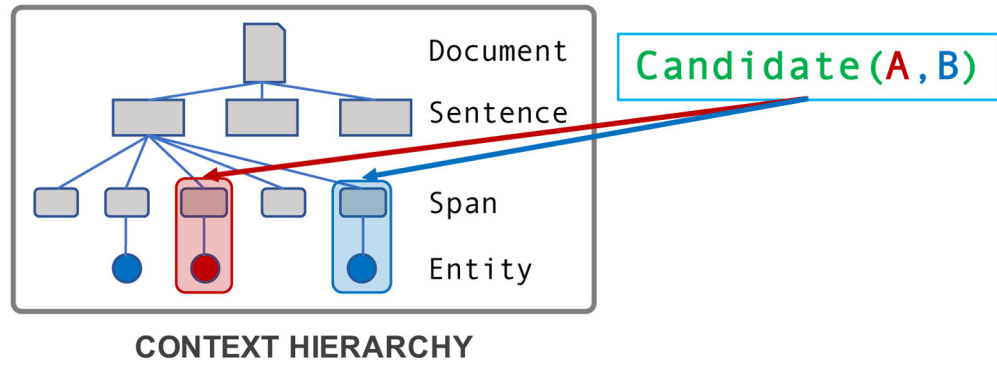 Document
Candidate(A,B)
Sentence
Span
Entity
CONTEXT HIERARCHY